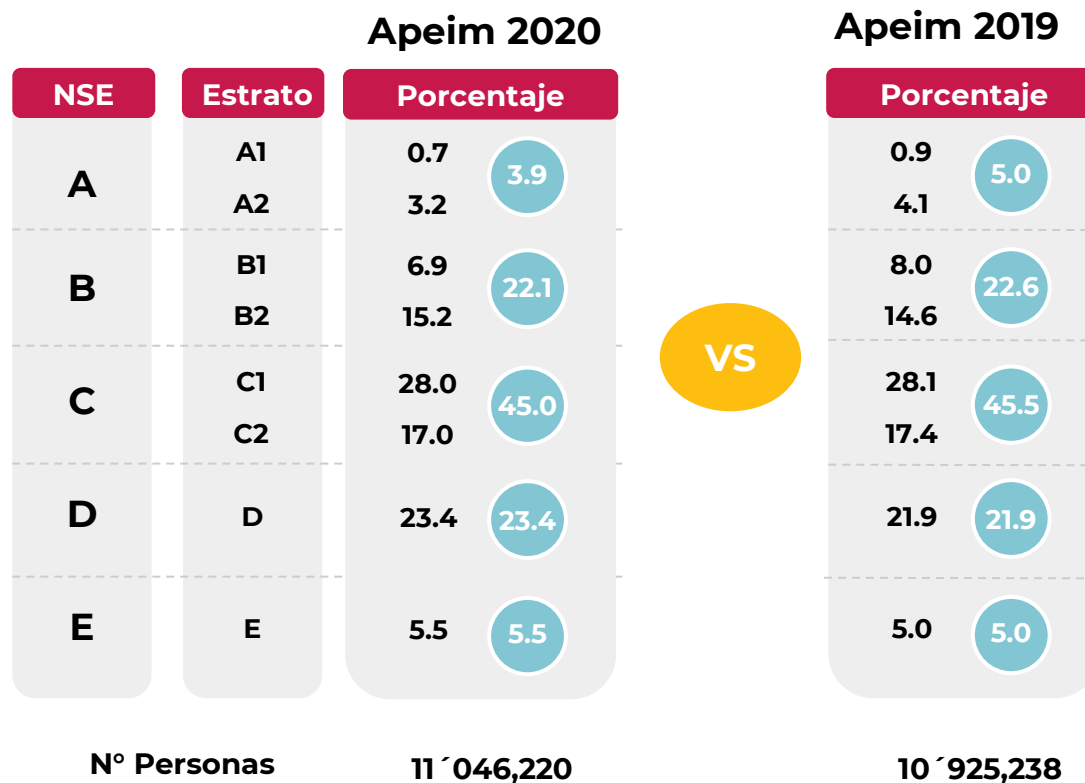 Apeim 2020 Apeim 2019
NSE Estrato Porcentaje Porcentaje
A1 0.7 0.9
A 3.9 5.0
A2 3.2 4.1
B1 6.9 8.0
B 22.1 22.6
B2 15.2 14.6
VS
C1 28.0 28.1
C 45.0 45.5
C2 17.0 17.4
D D 23.4 23.4 21.9 21.9
E E 5.5 5.5 5.0 5.0
N° Personas 11´046,220 10´925,238